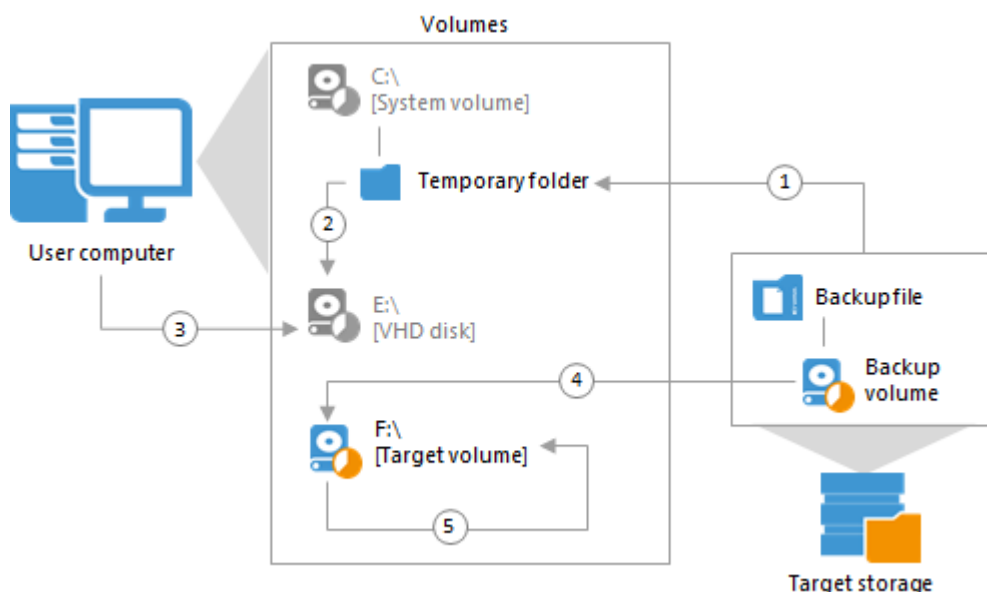 Volumes
C:\
[System volume]
Temporary folder
1
2
User computer
Backup file
E:\
[VHD disk]
3
Backup
volume
4
F:\
[Target volume]
5
Target storage